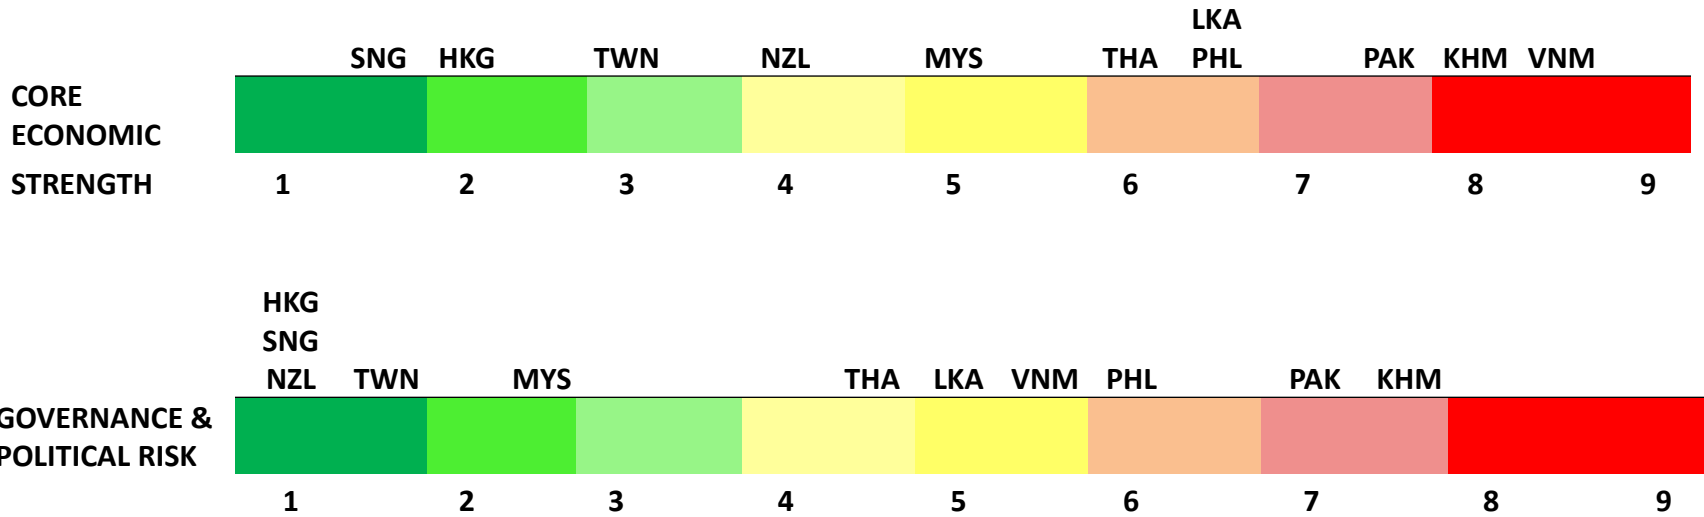 LKA
SNG HKG TWN NZL MYS THA PHL PAK KHM VNM
CORE
ECONOMIC
STRENGTH 1 2 3 4 5 6 7 8 9
HKG
SNG
NZL TWN MYS THA LKA VNM PHL PAK KHM
GOVERNANCE &
POLITICAL RISK
1 2 3 4 5 6 7 8 9